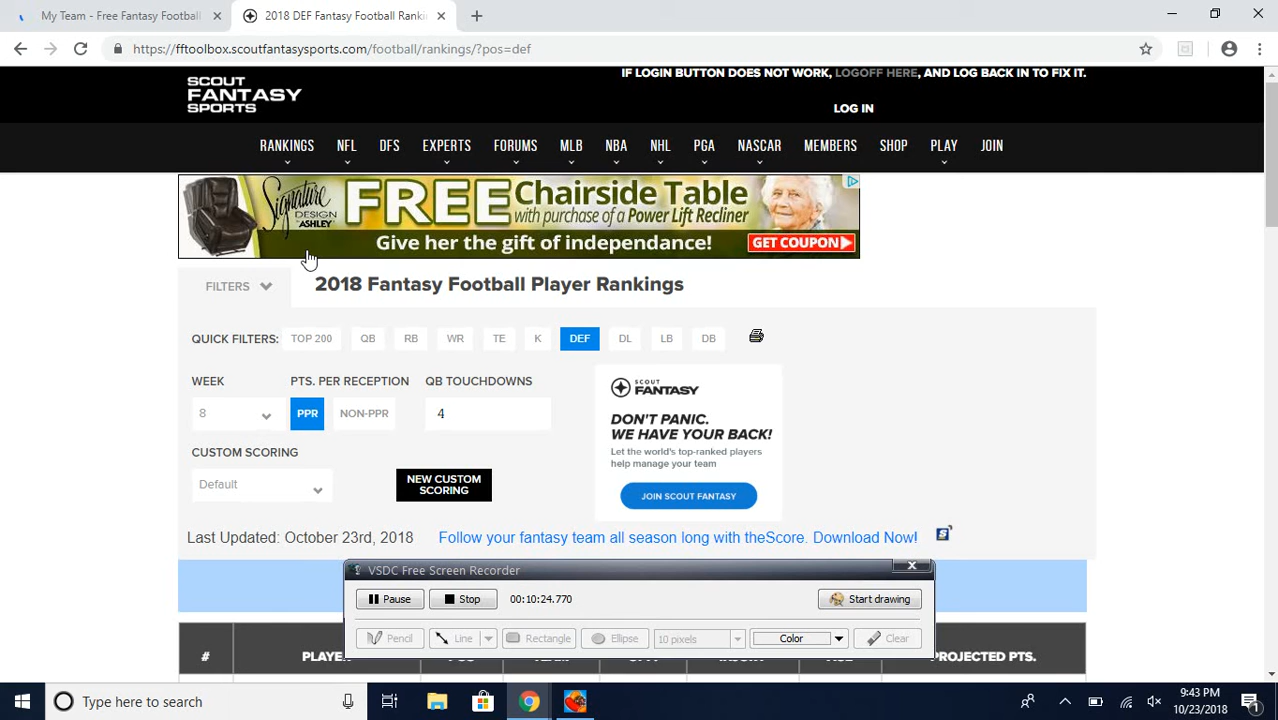 My Team - Free Fantasy Football
2018 DEF Fantasy Football Ranki
https://fftoolbox.scoutfantasysports.com/football/rankings/?pos=def
SCOUT
FANTASY
SPORTS
IF LOGIN BUTTON DOES NOT WORK, LOGOFF HERE, AND LOG BACK IN TO FIX IT.
LOG IN
RANKINGS NFL DFS EXPERTS FORUMS MLB NBA NHL PGA NASCAR MEMBERS SHOP PLAY JOIN
Signature
DESIGN
BY ASHLEY
FREE Chairside Table
with purchase of a Power Lift Recliner
Give her the gift of independance!
GET COUPON
FILTERS
2018 Fantasy Football Player Rankings
QUICK FILTERS: TOP 200 QB RB WR TE K DEF DL LB DB
WEEK PTS. PER RECEPTION QB TOUCHDOWNS
8 PPR NON-PPR 4
CUSTOM SCORING
Default
NEW CUSTOM
SCORING
SCOUT
FANTASY
DON'T PANIC.
WE HAVE YOUR BACK!
Let the world's top-ranked players
help manage your team
JOIN SCOUT FANTASY
Last Updated: October 23rd, 2018 Follow your fantasy team all season long with theScore. Download Now!
VSDC Free Screen Recorder
Pause Stop 00:10:24.770 Start drawing
Pencil Line Rectangle Ellipse 10 pixels Color Clear
# PLAYER PROJECTED PTS.
Type here to search
9:43 PM
10/23/2018
1